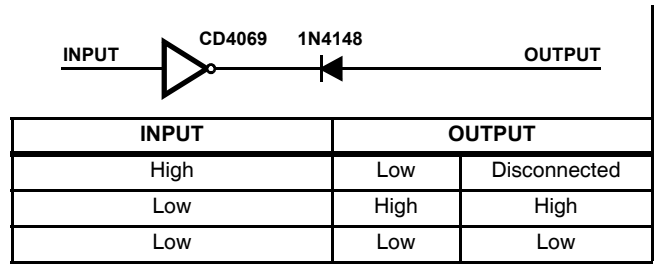 INPUT CD4069 1N4148 OUTPUT
INPUT OUTPUT
High Low Disconnected
Low High High
Low Low Low